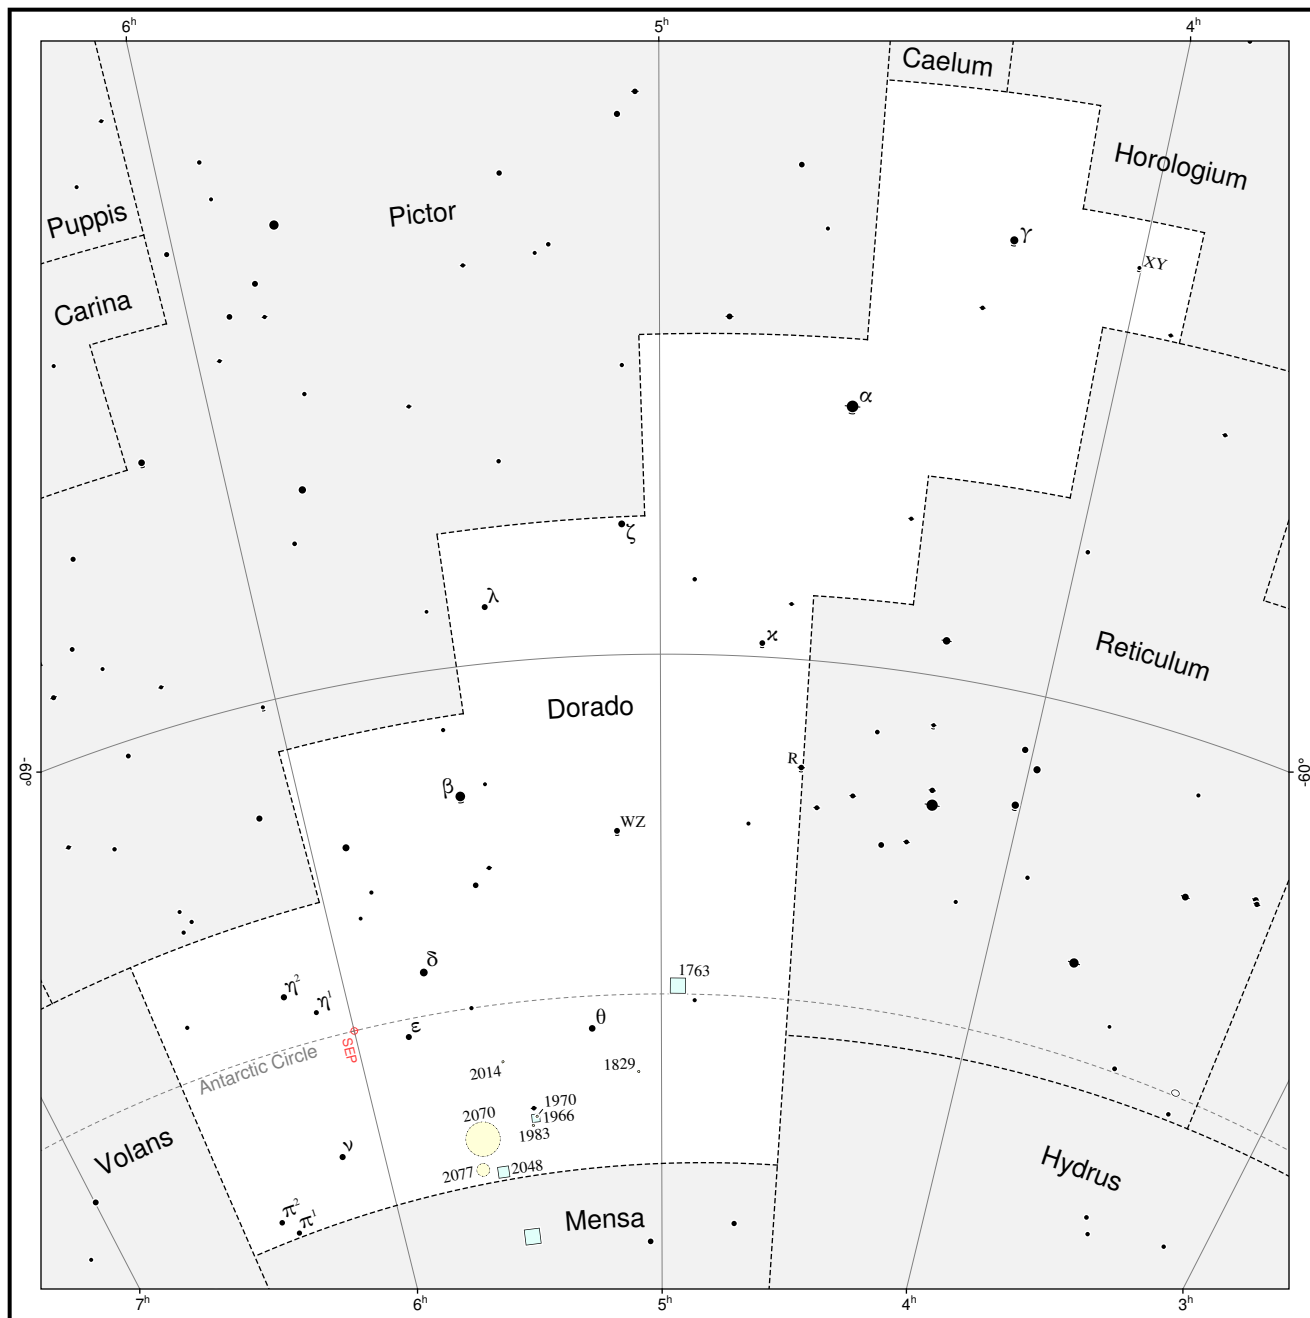 6h
5h
4h
Caelum
Horologium
Puppis
Pictor
γ
XY
Carina
α
ζ
λ
ϰ
Reticulum
Dorado
R
-60°
-60°
β
WZ
δ
1763
η²
η¹
ε
θ
SEP
Antarctic Circle
2014
1829
1970
2070
1966
1983
ν
Volans
2048
2077
Hydrus
π²
π¹
Mensa
7h
6h
5h
4h
3h